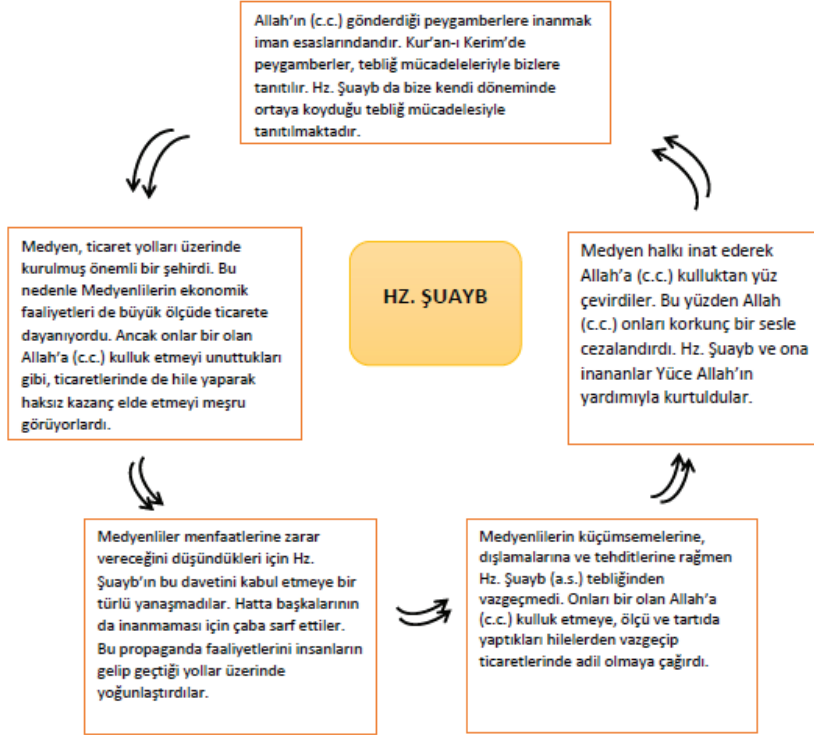 Allah'ın (c.c.) gönderdiği peygamberlere inanmak
iman esaslarındandır. Kur'an-ı Kerim'de
peygamberler, tebliğ mücadeleleriyle bizlere
tanıtılır. Hz. Şuayb da bize kendi döneminde
ortaya koyduğu tebliğ mücadelesiyle
tanıtılmaktadır.
Medyen, ticaret yolları üzerinde
kurulmuş önemli bir şehirdi. Bu
nedenle Medyenlilerin ekonomik
faaliyetleri de büyük ölçüde ticarete
dayanıyordu. Ancak onlar bir olan
Allah'a (c.c.) kulluk etmeyi unuttukları
gibi, ticaretlerinde de hile yaparak
haksız kazanç elde etmeyi meşru
görüyorlardı.
HZ. ŞUAYB
Medyen halkı inat ederek
Allah'a (c.c.) kulluktan yüz
çevirdiler. Bu yüzden Allah
(c.c.) onları korkunç bir sesle
cezalandırdı. Hz. Şuayb ve ona
inananlar Yüce Allah'ın
yardımıyla kurtuldular.
Medyenliler menfaatlerine zarar
vereceğini düşündükleri için Hz.
Şuayb'ın bu davetini kabul etmeye bir
türlü yanaşmadılar. Hatta başkalarının
da inanmaması için çaba sarf ettiler.
Bu propaganda faaliyetlerini insanların
gelip geçtiği yollar üzerinde
yoğunlaştırdılar.
Medyenlilerin küçümsemelerine,
dışlamalarına ve tehditlerine rağmen
Hz. Şuayb (a.s.) tebliğinden
vazgeçmedi. Onları bir olan Allah'a
(c.c.) kulluk etmeye, ölçü ve tartıda
yaptıkları hilelerden vazgeçip
ticaretlerinde adil olmaya çağırdı.